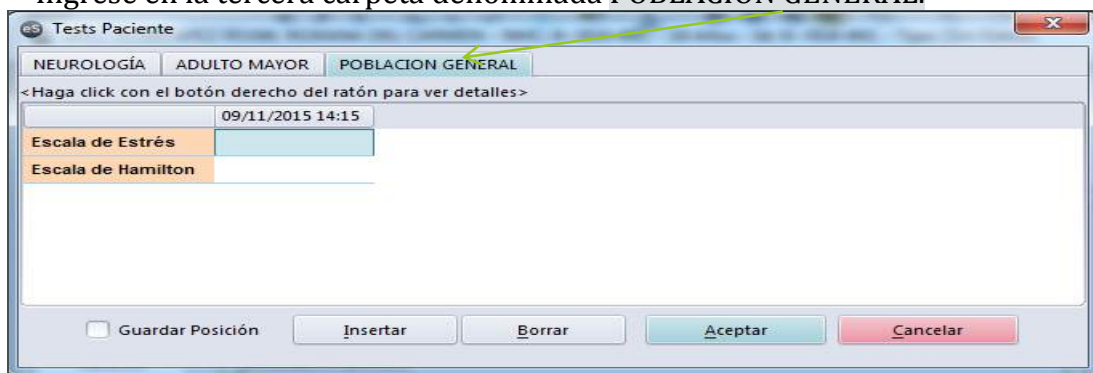 Ingrese en la tercera carpeta denominada POBLACION GENERAL.
eS Tests Paciente
NEUROLOGÍA ADULTO MAYOR POBLACION GENERAL
<Haga click con el botón derecho del ratón para ver detalles>
09/11/2015 14:15
Escala de Estrés
Escala de Hamilton
Guardar Posición Insertar Borrar Aceptar Cancelar